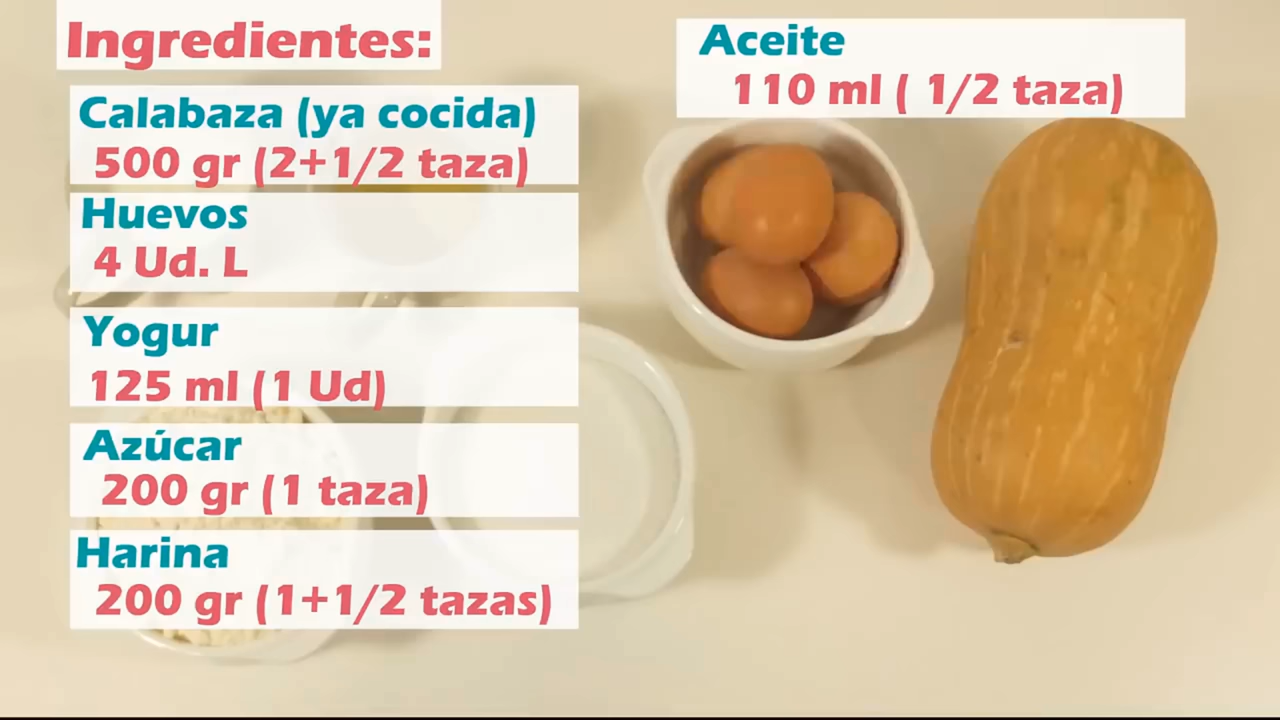 Ingredientes:
Calabaza (ya cocida)
500 gr (2+1/2 taza)
Huevos
4 Ud. L
Yogur
125 ml (1 Ud)
Azúcar
200 gr (1 taza)
Harina
200 gr (1+1/2 tazas)
Aceite
110 ml ( 1/2 taza)